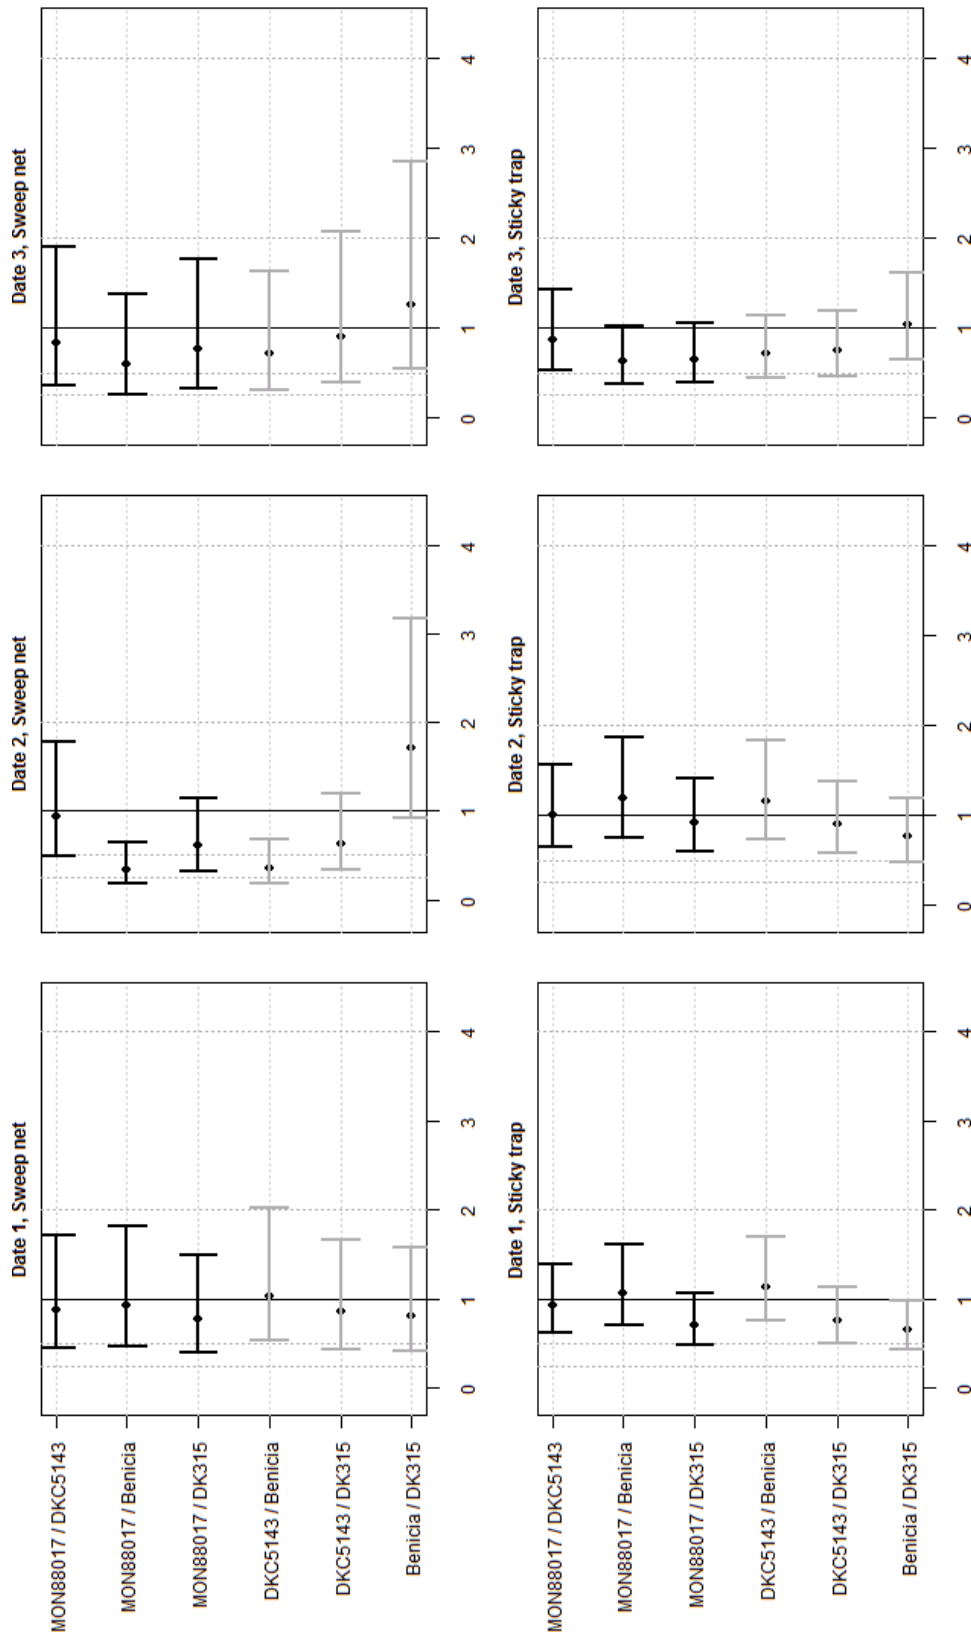 Date 1, Sweep net
Date 2, Sweep net
Date 3, Sweep net
MON88017 / DKC5143
MON88017 / Benicia
MON88017 / DK315
DKC5143 / Benicia
DKC5143 / DK315
Benicia / DK315
0 1 2 3 4
0 1 2 3 4
0 1 2 3 4
Date 1, Sticky trap
Date 2, Sticky trap
Date 3, Sticky trap
MON88017 / DKC5143
MON88017 / Benicia
MON88017 / DK315
DKC5143 / Benicia
DKC5143 / DK315
Benicia / DK315
0 1 2 3 4
0 1 2 3 4
0 1 2 3 4